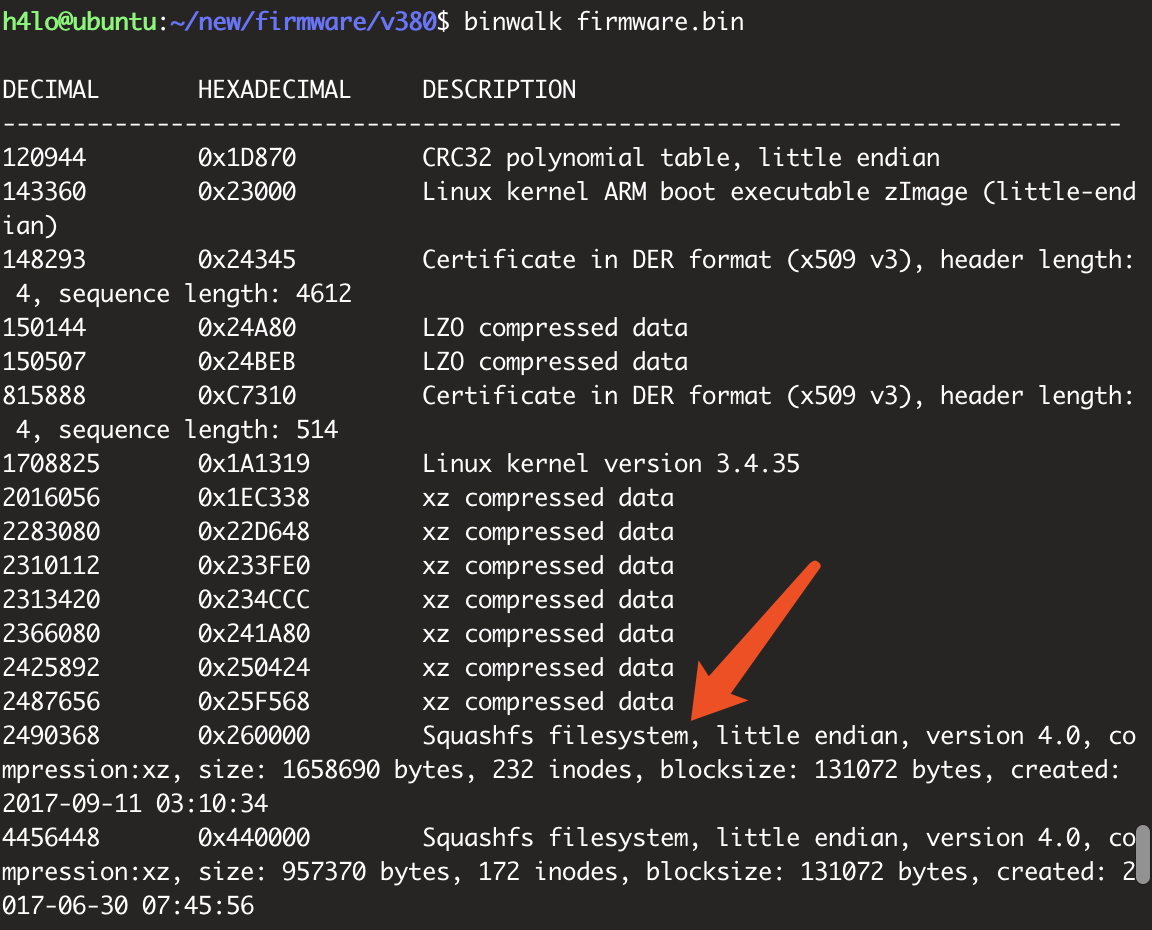 h4lo@ubuntu:~/new/firmware/v380$ binwalk firmware.bin
DECIMAL       HEXADECIMAL     DESCRIPTION
--------------------------------------------------------------------------------
120944        0x1D870         CRC32 polynomial table, little endian
143360        0x23000         Linux kernel ARM boot executable zImage (little-end
ian)
148293        0x24345         Certificate in DER format (x509 v3), header length:
 4, sequence length: 4612
150144        0x24A80         LZO compressed data
150507        0x24BEB         LZO compressed data
815888        0xC7310         Certificate in DER format (x509 v3), header length:
 4, sequence length: 514
1708825       0x1A1319        Linux kernel version 3.4.35
2016056       0x1EC338        xz compressed data
2283080       0x22D648        xz compressed data
2310112       0x233FE0        xz compressed data
2313420       0x234CCC        xz compressed data
2366080       0x241A80        xz compressed data
2425892       0x250424        xz compressed data
2487656       0x25F568        xz compressed data
2490368       0x260000        Squashfs filesystem, little endian, version 4.0, co
mpression:xz, size: 1658690 bytes, 232 inodes, blocksize: 131072 bytes, created:
2017-09-11 03:10:34
4456448       0x440000        Squashfs filesystem, little endian, version 4.0, co
mpression:xz, size: 957370 bytes, 172 inodes, blocksize: 131072 bytes, created: 2
017-06-30 07:45:56